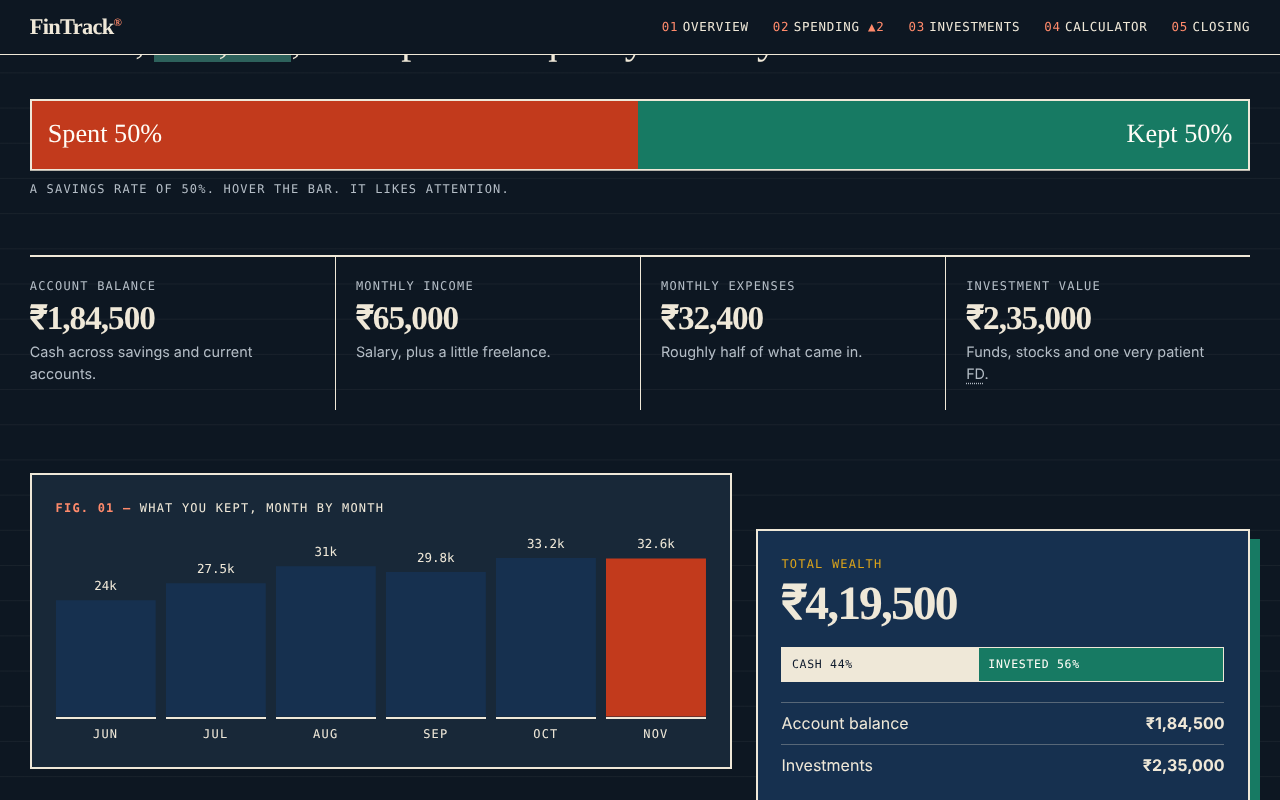 FinTrack®
01 OVERVIEW 02 SPENDING ▲2 03 INVESTMENTS 04 CALCULATOR 05 CLOSING
Spent 50%
Kept 50%
A SAVINGS RATE OF 50%. HOVER THE BAR. IT LIKES ATTENTION.
ACCOUNT BALANCE
₹1,84,500
Cash across savings and current
accounts.
MONTHLY INCOME
₹65,000
Salary, plus a little freelance.
MONTHLY EXPENSES
₹32,400
Roughly half of what came in.
INVESTMENT VALUE
₹2,35,000
Funds, stocks and one very patient
FD.
FIG. 01 — WHAT YOU KEPT, MONTH BY MONTH
24k 27.5k 31k 29.8k 33.2k 32.6k
JUN JUL AUG SEP OCT NOV
TOTAL WEALTH
₹4,19,500
CASH 44% INVESTED 56%
Account balance ₹1,84,500
Investments ₹2,35,000